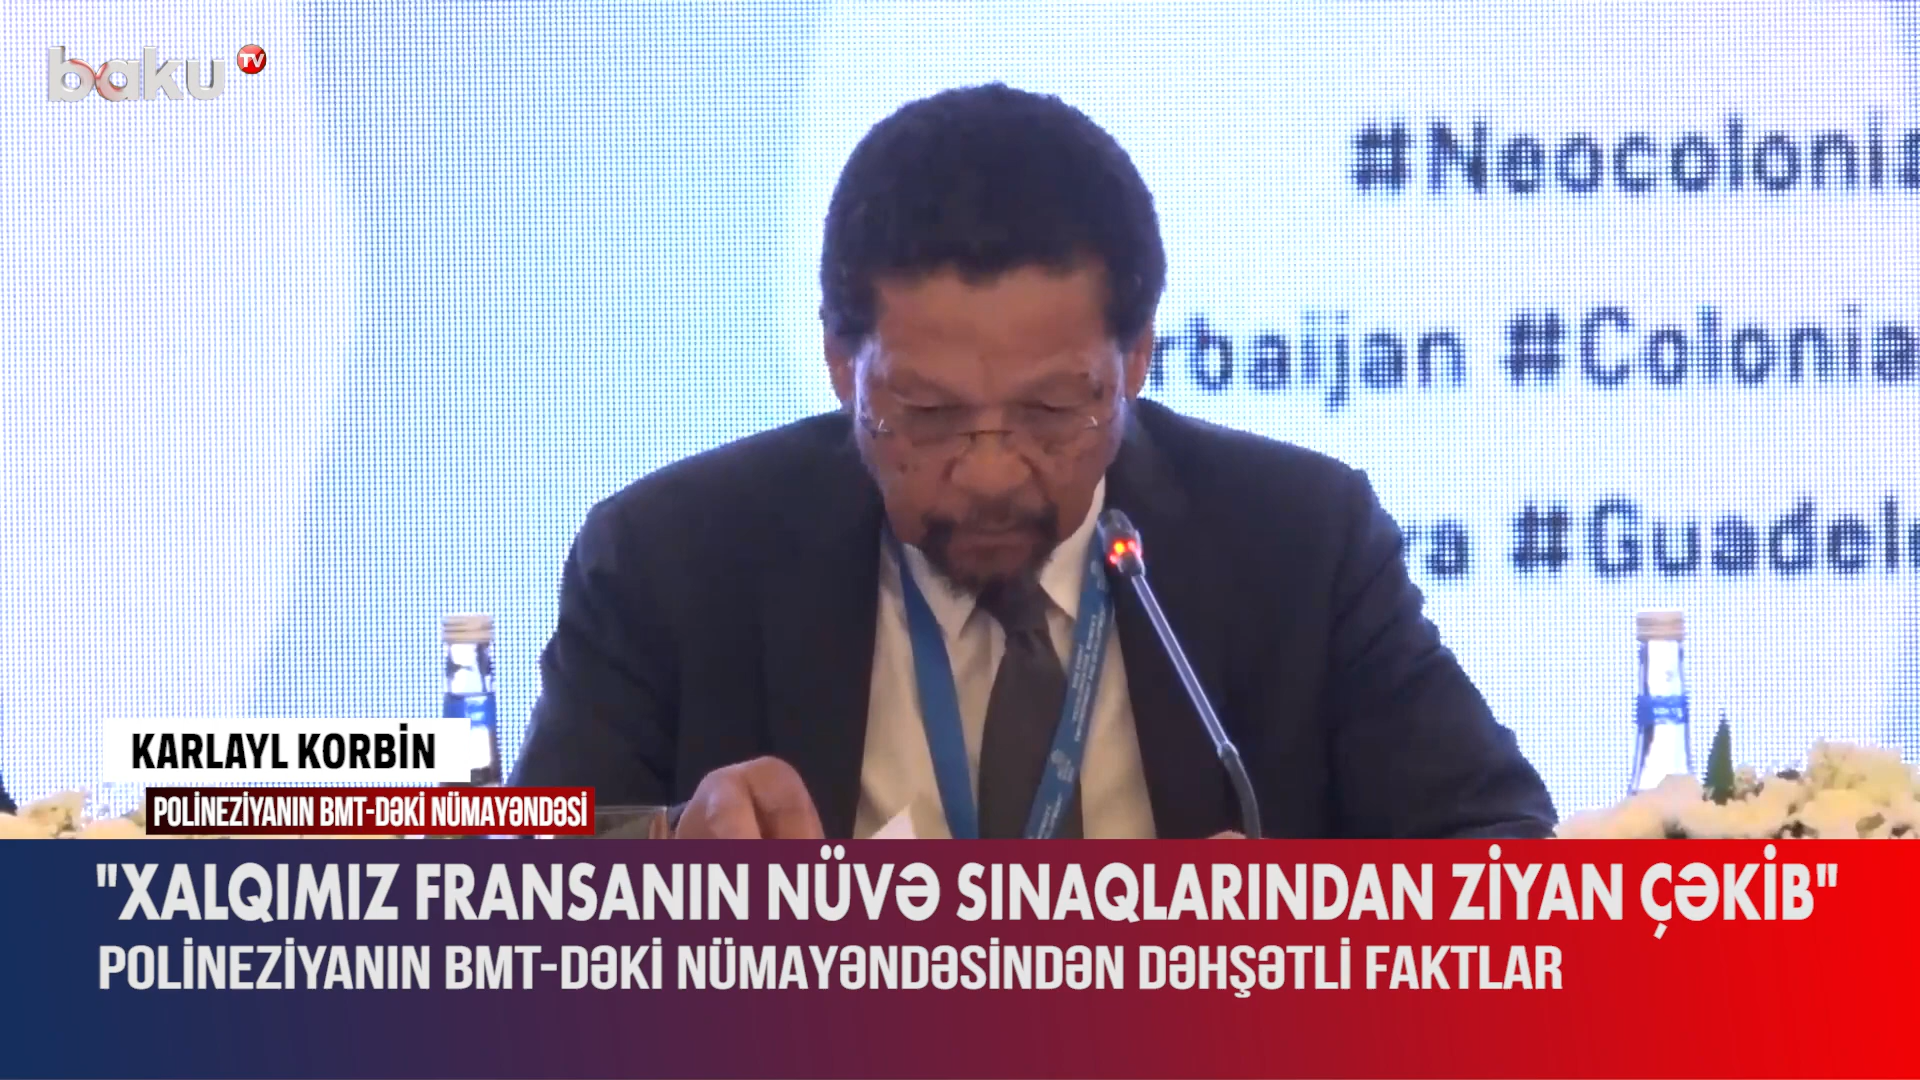 baku TV
#Neocolonia
rbaijan #Colonia
ra #Guadel
KARLAYL KORBİN
POLİNEZİYANIN BMT-DƏKİ NÜMAYƏNDƏSİ
"XALQIMIZ FRANSANIN NÜVƏ SINAQLARINDAN ZİYAN ÇƏKİB"
POLİNEZİYANIN BMT-DƏKİ NÜMAYƏNDƏSİNDƏN DƏHŞƏTLİ FAKTLAR